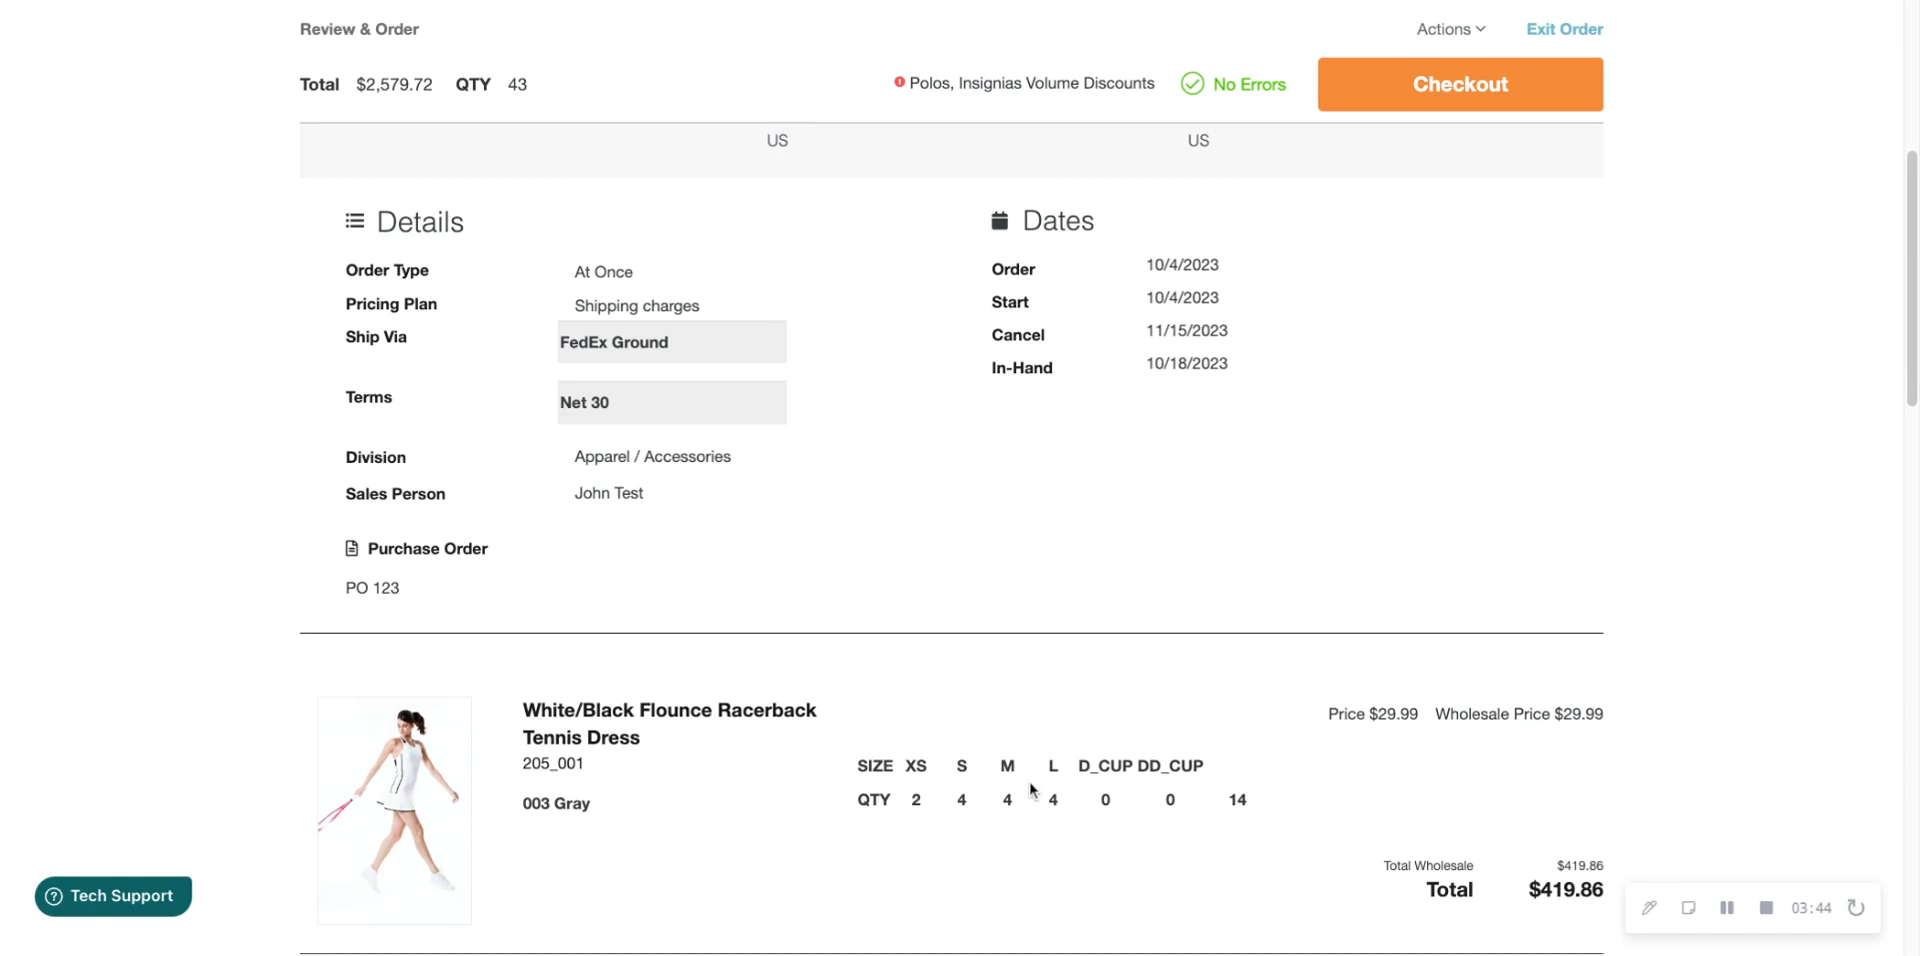 Review & Order
Actions
Exit Order
Total $2,579.72 QTY 43
Polos, Insignias Volume Discounts
No Errors
Checkout
US
US
Details
Order Type At Once
Pricing Plan Shipping charges
Ship Via FedEx Ground
Terms Net 30
Division Apparel / Accessories
Sales Person John Test
Purchase Order
PO 123
Dates
Order 10/4/2023
Start 10/4/2023
Cancel 11/15/2023
In-Hand 10/18/2023
White/Black Flounce Racerback
Tennis Dress
205_001
003 Gray
SIZE XS S M L D_CUP DD_CUP
QTY 2 4 4 4 0 0 14
Price $29.99 Wholesale Price $29.99
Total Wholesale $419.86
Total $419.86
Tech Support
03:44